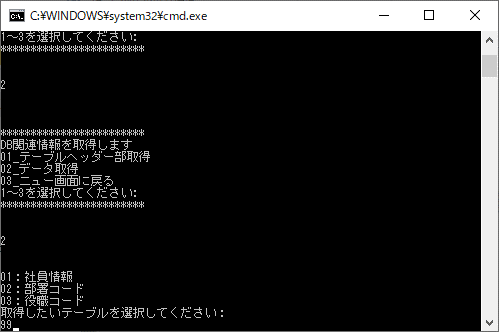 C:¥WINDOWS¥system32¥cmd.exe
1～3を選択してください:
************************
2
************************
DB関連情報を取得します
01_テーブルヘッダー部取得
02_データ取得
03_ニュー画面に戻る
1～3を選択してください:
************************
2
01：社員情報
02：部署コード
03：役職コード
取得したいテーブルを選択してください：
99